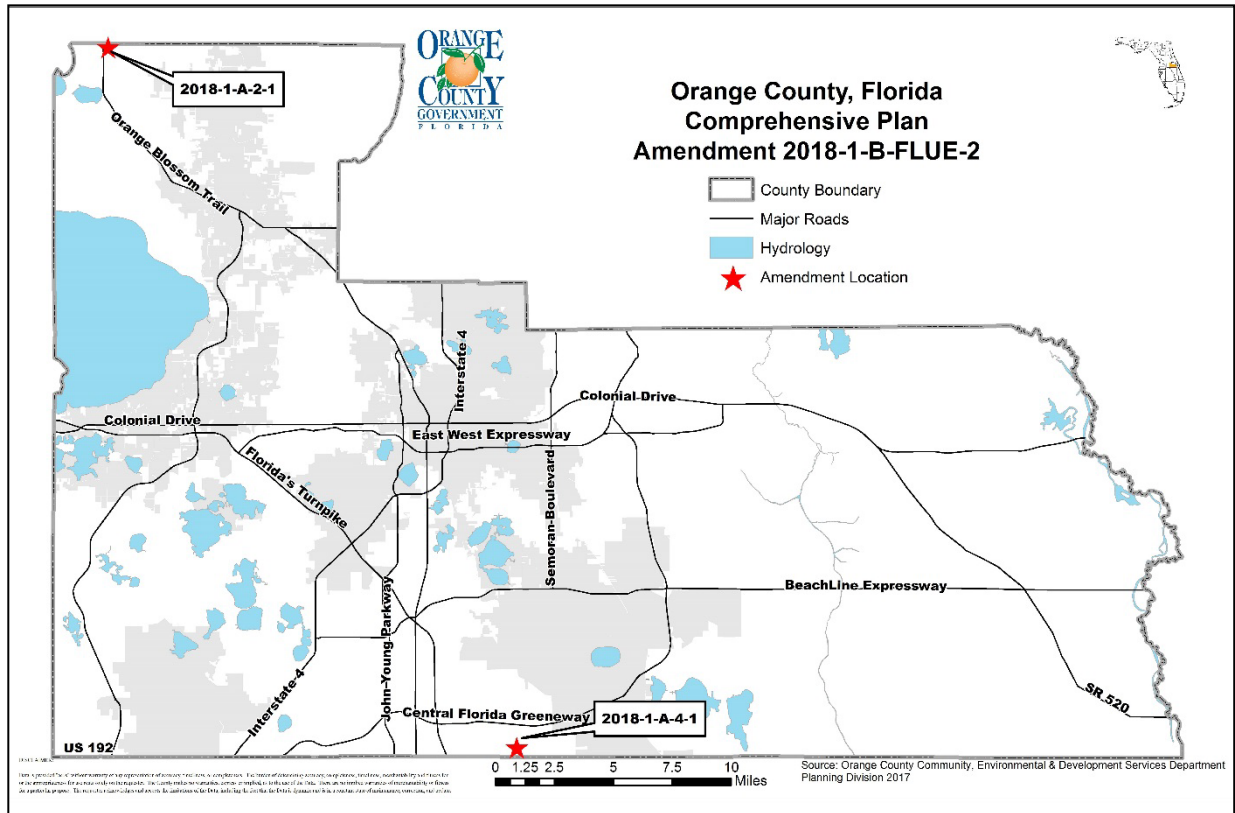 ORANGE
COUNTY
GOVERNMENT
FLORIDA
Orange County, Florida
Comprehensive Plan
Amendment 2018-1-B-FLUE-2
County Boundary
Major Roads
Hydrology
Amendment Location
2018-1-A-2-1
Orange Blossom Trail
Interstate 4
Colonial Drive
Colonial Drive
East West Expressway
Florida's Turnpike
Semoran Boulevard
BeachLine Expressway
John Young Parkway
Interstate 4
Central Florida Greeneway
2018-1-A-4-1
SR 520
US 192
0 1.25 2.5 5 7.5 10
Miles
Source: Orange County Community, Environmental & Development Services Department
Planning Division 2017